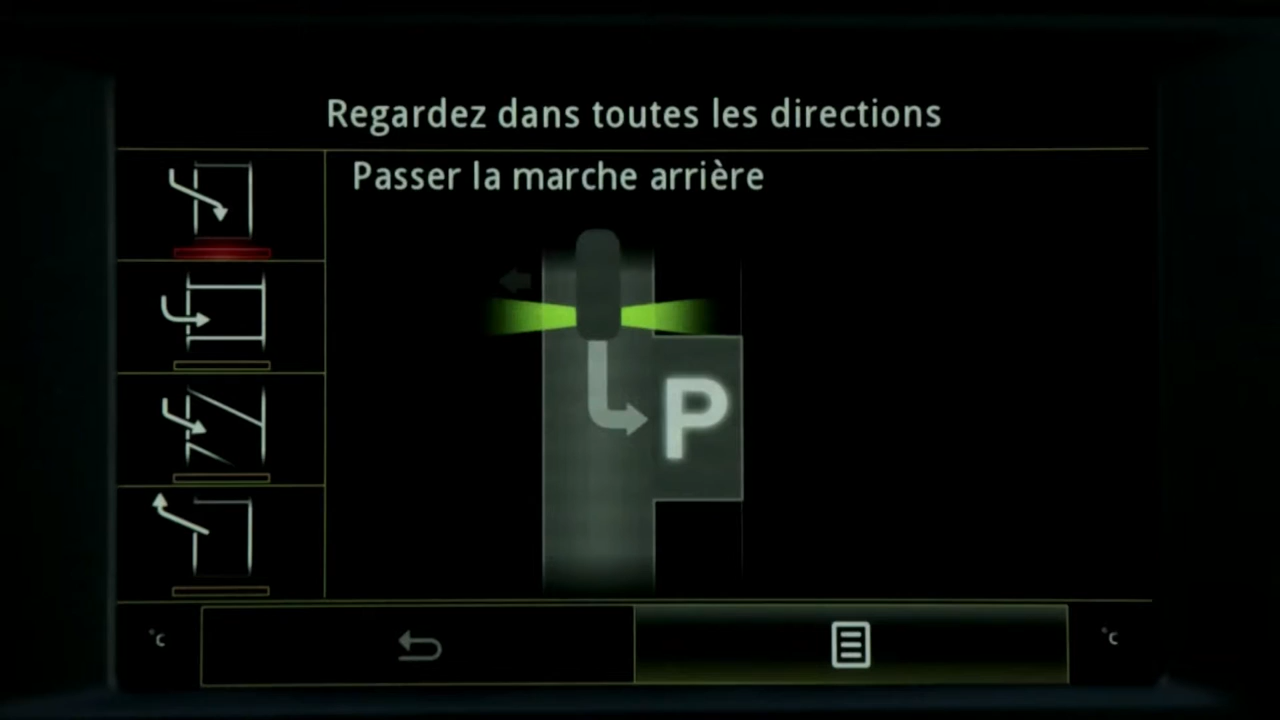 Regardez dans toutes les directions
Passer la marche arrière
P
°C
°C